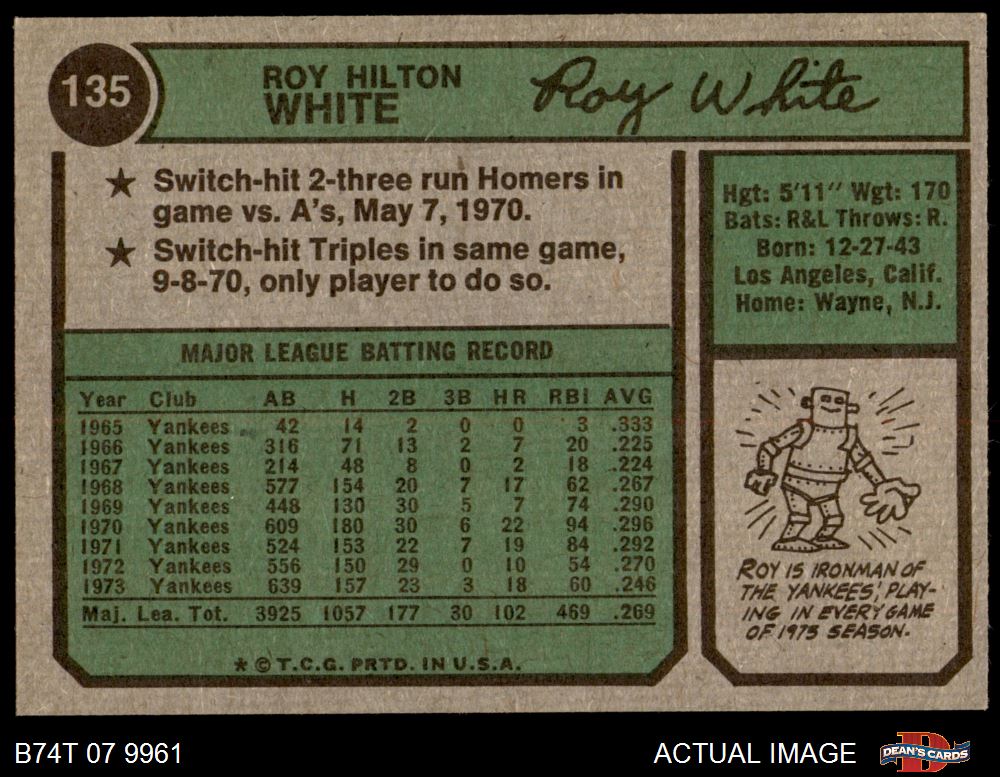 135
ROY HILTON
WHITE
Roy White
★ Switch-hit 2-three run Homers in
game vs. A's, May 7, 1970.
★ Switch-hit Triples in same game,
9-8-70, only player to do so.
Hgt: 5'11" Wgt: 170
Bats: R&L Throws: R.
Born: 12-27-43
Los Angeles, Calif.
Home: Wayne, N.J.
MAJOR LEAGUE BATTING RECORD
Year Club AB H 2B 3B HR RBI AVG
1965 Yankees 42 14 2 0 0 3 .333
1966 Yankees 316 71 13 2 7 20 .225
1967 Yankees 214 48 8 0 2 18 .224
1968 Yankees 577 154 20 7 17 62 .267
1969 Yankees 448 130 30 5 7 74 .290
1970 Yankees 609 180 30 6 22 94 .296
1971 Yankees 524 153 22 7 19 84 .292
1972 Yankees 556 150 29 0 10 54 .270
1973 Yankees 639 157 23 3 18 60 .246
Maj. Lea. Tot. 3925 1057 177 30 102 469 .269
* © T.C.G. PRTD. IN U.S.A.
ROY IS IRONMAN OF
THE YANKEES, PLAY-
ING IN EVERY GAME
OF 1973 SEASON.
B74T 07 9961
ACTUAL IMAGE
DEAN'S CARDS